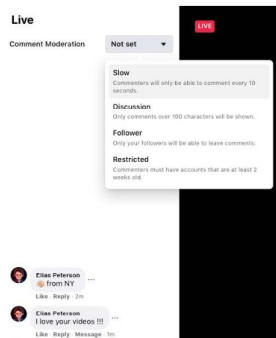 Live
LIVE
Comment Moderation
Not set
Slow
Commenters will only be able to comment every 10
seconds.
Discussion
Only comments over 100 characters will be shown.
Follower
Only your followers will be able to leave comments.
Restricted
Commenters must have accounts that are at least 2
weeks old.
Elias Peterson
👋🏼 from NY
Like · Reply · 2m
Elias Peterson
I love your videos !!!
Like · Reply · Message · 1m